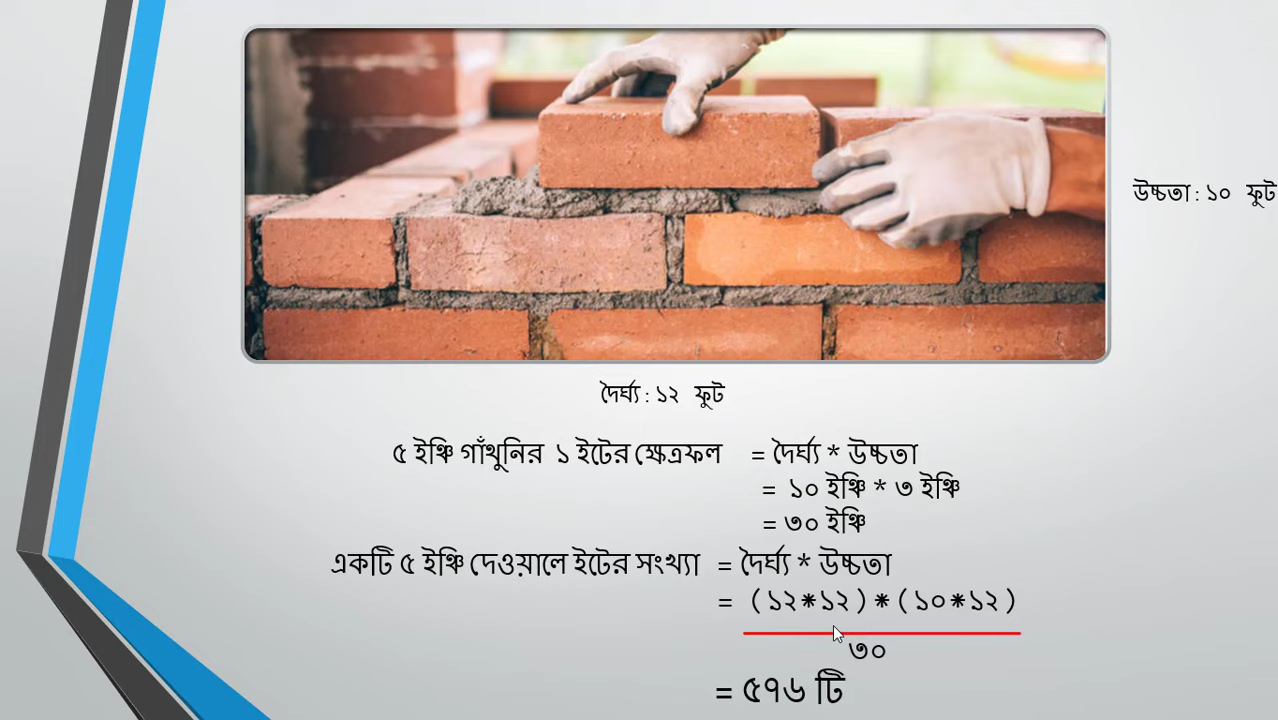 উচ্চতা : ১০ ফুট
দৈর্ঘ্য : ১২ ফুট
৫ ইঞ্চি গাঁথুনির ১ ইটের ক্ষেত্রফল = দৈর্ঘ্য * উচ্চতা
= ১০ ইঞ্চি * ৩ ইঞ্চি
= ৩০ ইঞ্চি
একটি ৫ ইঞ্চি দেওয়ালে ইটের সংখ্যা = দৈর্ঘ্য * উচ্চতা
= (১২*১২) * (১০*১২)
৩০
= ৫৭৬ টি